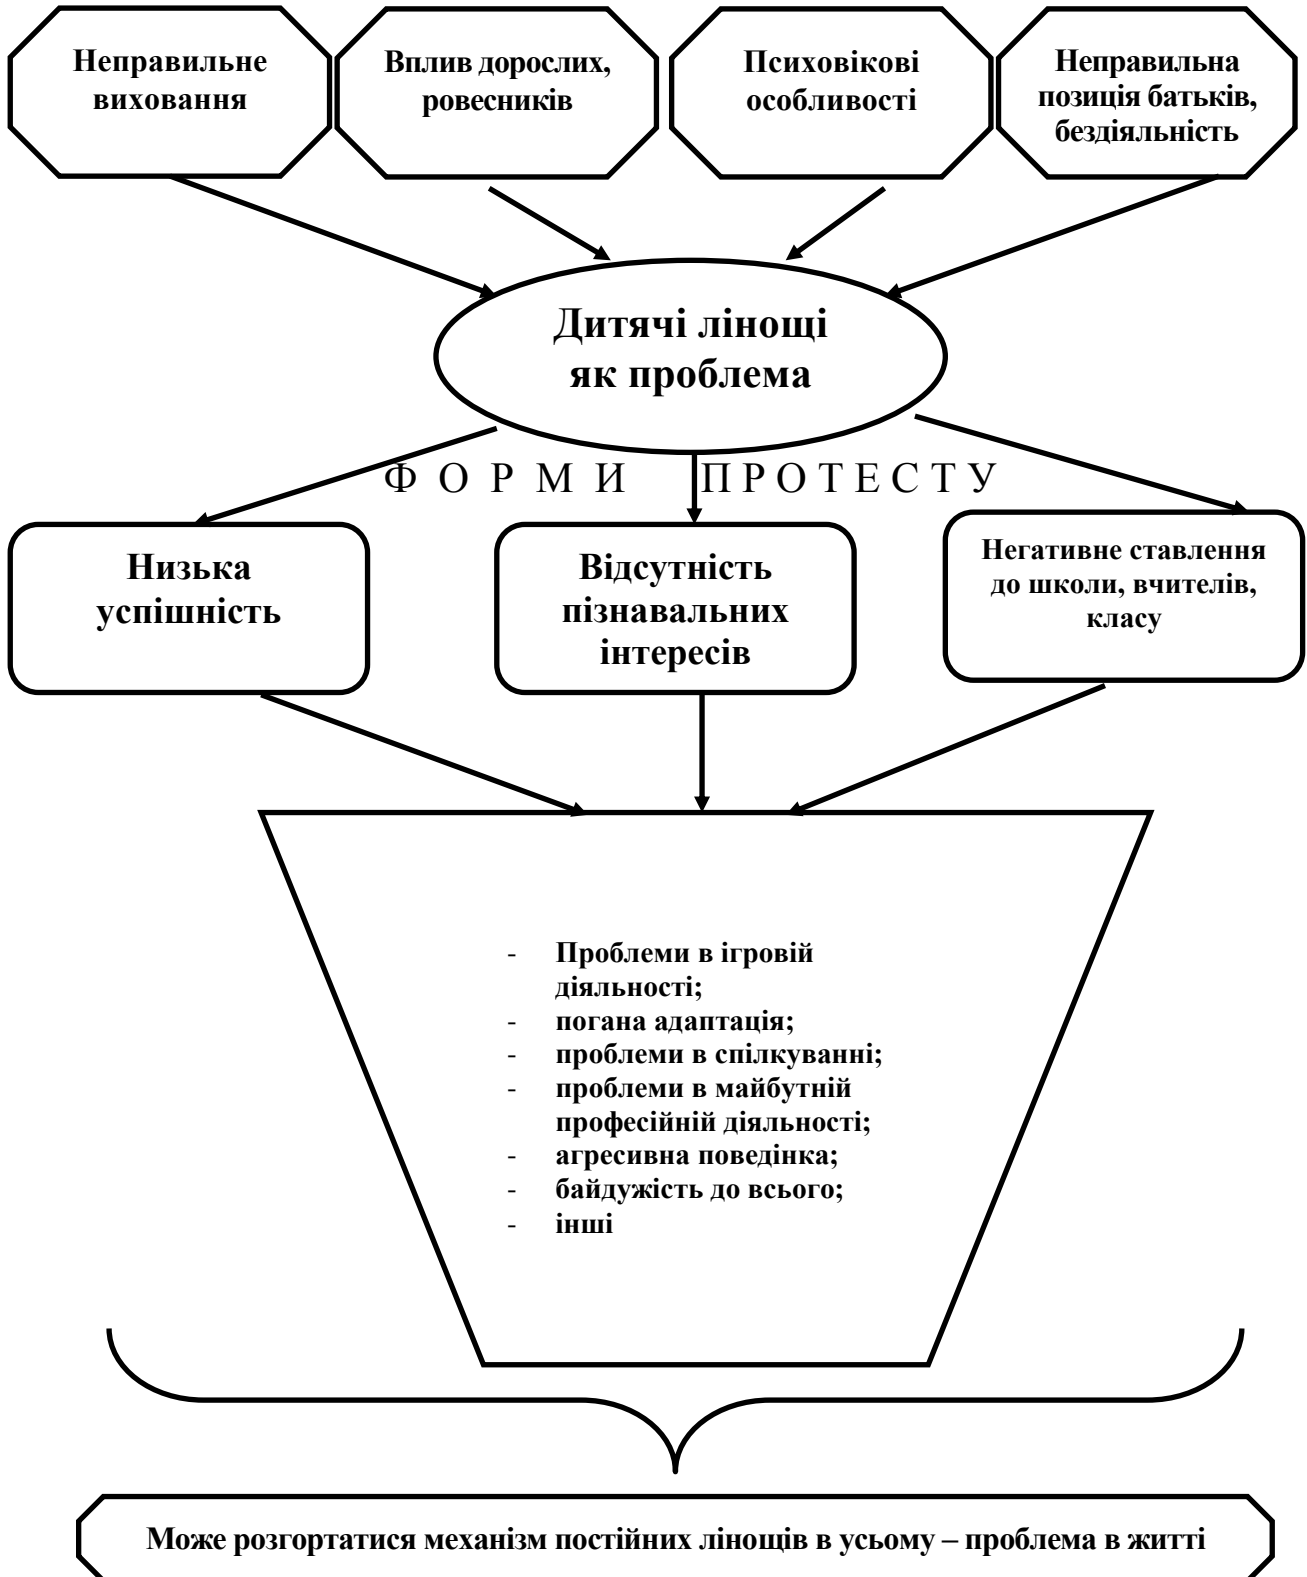 Неправильне
виховання
Вплив дорослих,
ровесників
Психовікові
особливості
Неправильна
позиція батьків,
бездіяльність
Дитячі лінощі
як проблема
Ф О Р М И П Р О Т Е С Т У
Низька
успішність
Відсутність
пізнавальних
інтересів
Негативне ставлення
до школи, вчителів,
класу
- Проблеми в ігровій
діяльності;
- погана адаптація;
- проблеми в спілкуванні;
- проблеми в майбутній
професійній діяльності;
- агресивна поведінка;
- байдужість до всього;
- інші
Може розгортатися механізм постійних лінощів в усьому – проблема в житті